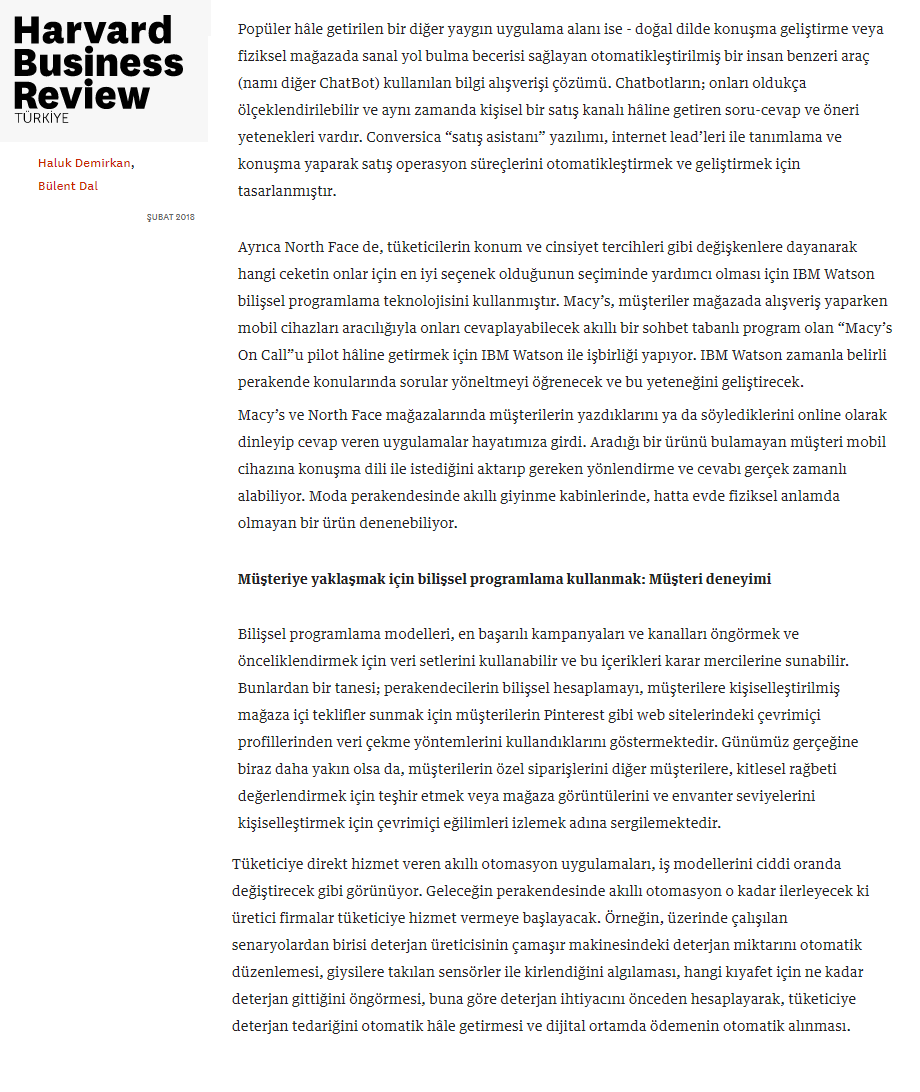 Harvard
Business
Review
TÜRKİYE
Haluk Demirkan,
Bülent Dal
ŞUBAT 2018
Popüler hâle getirilen bir diğer yaygın uygulama alanı ise - doğal dilde konuşma geliştirme veya
fiziksel mağazada sanal yol bulma becerisi sağlayan otomatikleştirilmiş bir insan benzeri araç
(namı diğer ChatBot) kullanılan bilgi alışverişi çözümü. Chatbotların; onları oldukça
ölçeklendirilebilir ve aynı zamanda kişisel bir satış kanalı hâline getiren soru-cevap ve öneri
yetenekleri vardır. Conversica “satış asistanı” yazılımı, internet lead’leri ile tanımlama ve
konuşma yaparak satış operasyon süreçlerini otomatikleştirmek ve geliştirmek için
tasarlanmıştır.
Ayrıca North Face de, tüketicilerin konum ve cinsiyet tercihleri gibi değişkenlere dayanarak
hangi ceketin onlar için en iyi seçenek olduğunun seçiminde yardımcı olması için IBM Watson
bilişsel programlama teknolojisini kullanmıştır. Macy’s, müşteriler mağazada alışveriş yaparken
mobil cihazları aracılığıyla onları cevaplayabilecek akıllı bir sohbet tabanlı program olan “Macy’s
On Call”u pilot hâline getirmek için IBM Watson ile işbirliği yapıyor. IBM Watson zamanla belirli
perakende konularında sorular yöneltmeyi öğrenecek ve bu yeteneğini geliştirecek.
Macy’s ve North Face mağazalarında müşterilerin yazdıklarını ya da söylediklerini online olarak
dinleyip cevap veren uygulamalar hayatımıza girdi. Aradığı bir ürünü bulamayan müşteri mobil
cihazına konuşma dili ile istediğini aktarıp gereken yönlendirme ve cevabı gerçek zamanlı
alabiliyor. Moda perakendesinde akıllı giyinme kabinlerinde, hatta evde fiziksel anlamda
olmayan bir ürün denenebiliyor.
Müşteriye yaklaşmak için bilişsel programlama kullanmak: Müşteri deneyimi
Bilişsel programlama modelleri, en başarılı kampanyaları ve kanalları öngörmek ve
önceliklendirmek için veri setlerini kullanabilir ve bu içerikleri karar mercilerine sunabilir.
Bunlardan bir tanesi; perakendecilerin bilişsel hesaplamayı, müşterilere kişiselleştirilmiş
mağaza içi teklifler sunmak için müşterilerin Pinterest gibi web sitelerindeki çevrimiçi
profillerinden veri çekme yöntemlerini kullandıklarını göstermektedir. Günümüz gerçeğine
biraz daha yakın olsa da, müşterilerin özel siparişlerini diğer müşterilere, kitlesel rağbeti
değerlendirmek için teşhir etmek veya mağaza görüntülerini ve envanter seviyelerini
kişiselleştirmek için çevrimiçi eğilimleri izlemek adına sergilemektedir.
Tüketiciye direkt hizmet veren akıllı otomasyon uygulamaları, iş modellerini ciddi oranda
değiştirecek gibi görünüyor. Geleceğin perakendesinde akıllı otomasyon o kadar ilerleyecek ki
üretici firmalar tüketiciye hizmet vermeye başlayacak. Örneğin, üzerinde çalışılan
senaryolardan birisi deterjan üreticisinin çamaşır makinesindeki deterjan miktarını otomatik
düzenlemesi, giysilere takılan sensörler ile kirlendiğini algılaması, hangi kıyafet için ne kadar
deterjan gittiğini öngörmesi, buna göre deterjan ihtiyacını önceden hesaplayarak, tüketiciye
deterjan tedariğini otomatik hâle getirmesi ve dijital ortamda ödemenin otomatik alınması.